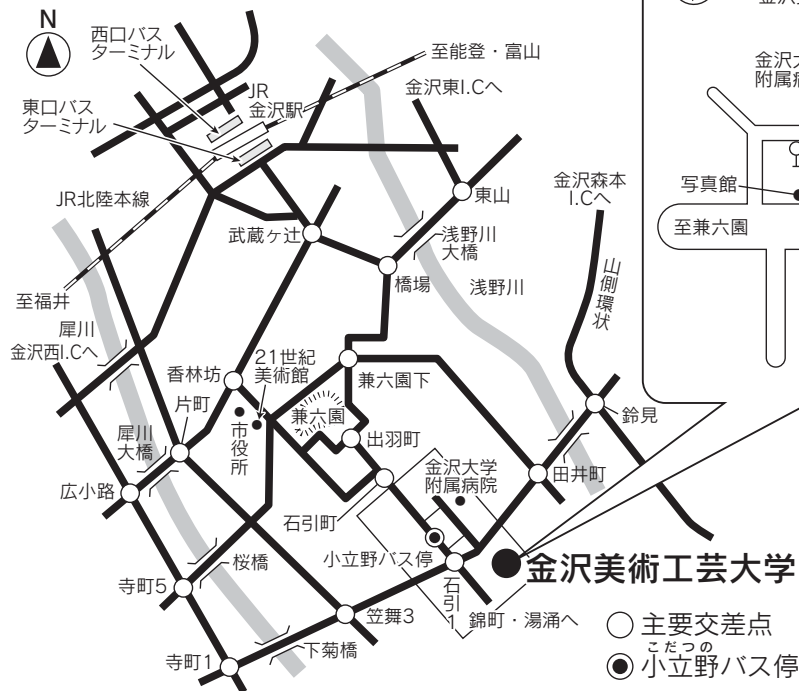 N
西口バス
ターミナル
至能登・富山
JR
金沢駅
金沢東I.Cへ
東口バス
ターミナル
JR北陸本線
東山
金沢森本
I.Cへ
武蔵ヶ辻
浅野川
大橋
橋場
浅野川
山側環状
至福井
犀川
金沢西I.Cへ
21世紀
美術館
香林坊
兼六園下
片町
兼六園
鈴見
市役所
出羽町
犀川
大橋
金沢大学
附属病院
田井町
広小路
石引町
小立野バス停
桜橋
石引1
金沢美術工芸大学
寺町5
笠舞3
錦町・湯涌へ
下菊橋
寺町1
主要交差点
こだつの
小立野バス停
附属病
写真館
至兼六園